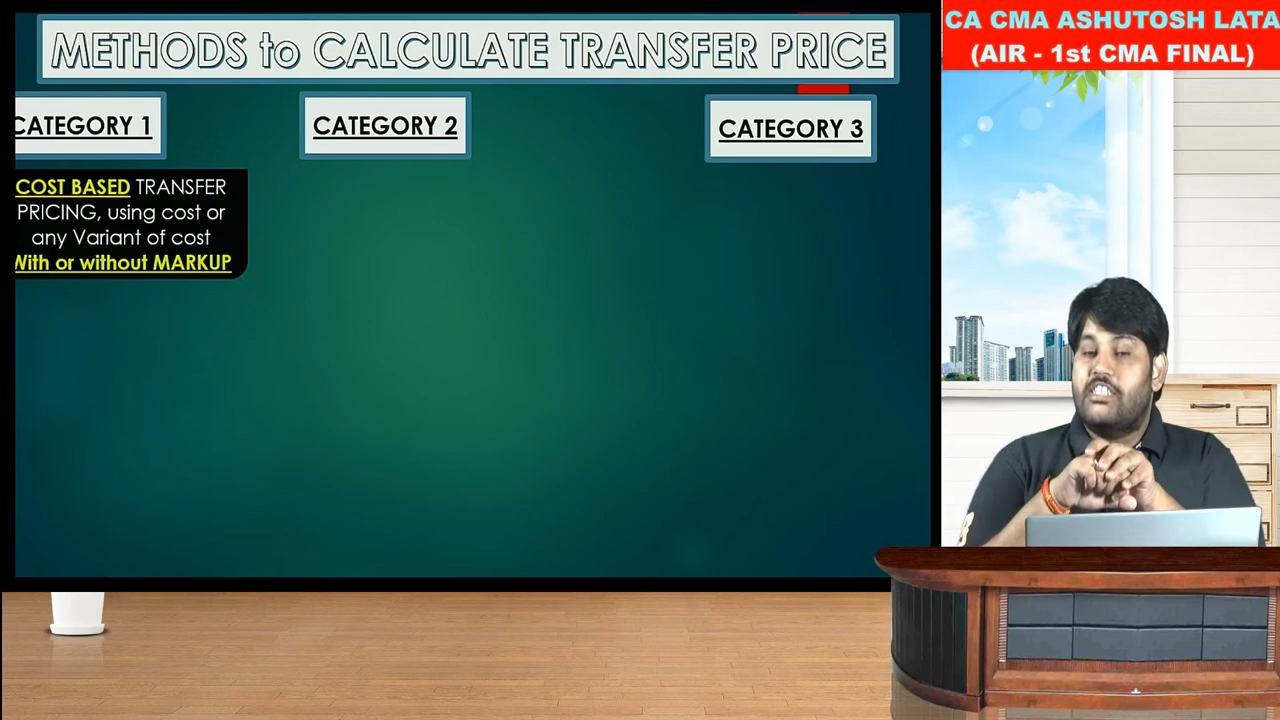 METHODS to CALCULATE TRANSFER PRICE
CA CMA ASHUTOSH LATA
(AIR - 1st CMA FINAL)
CATEGORY 1
CATEGORY 2
CATEGORY 3
COST BASED TRANSFER
PRICING, using cost or
any Variant of cost
With or without MARKUP